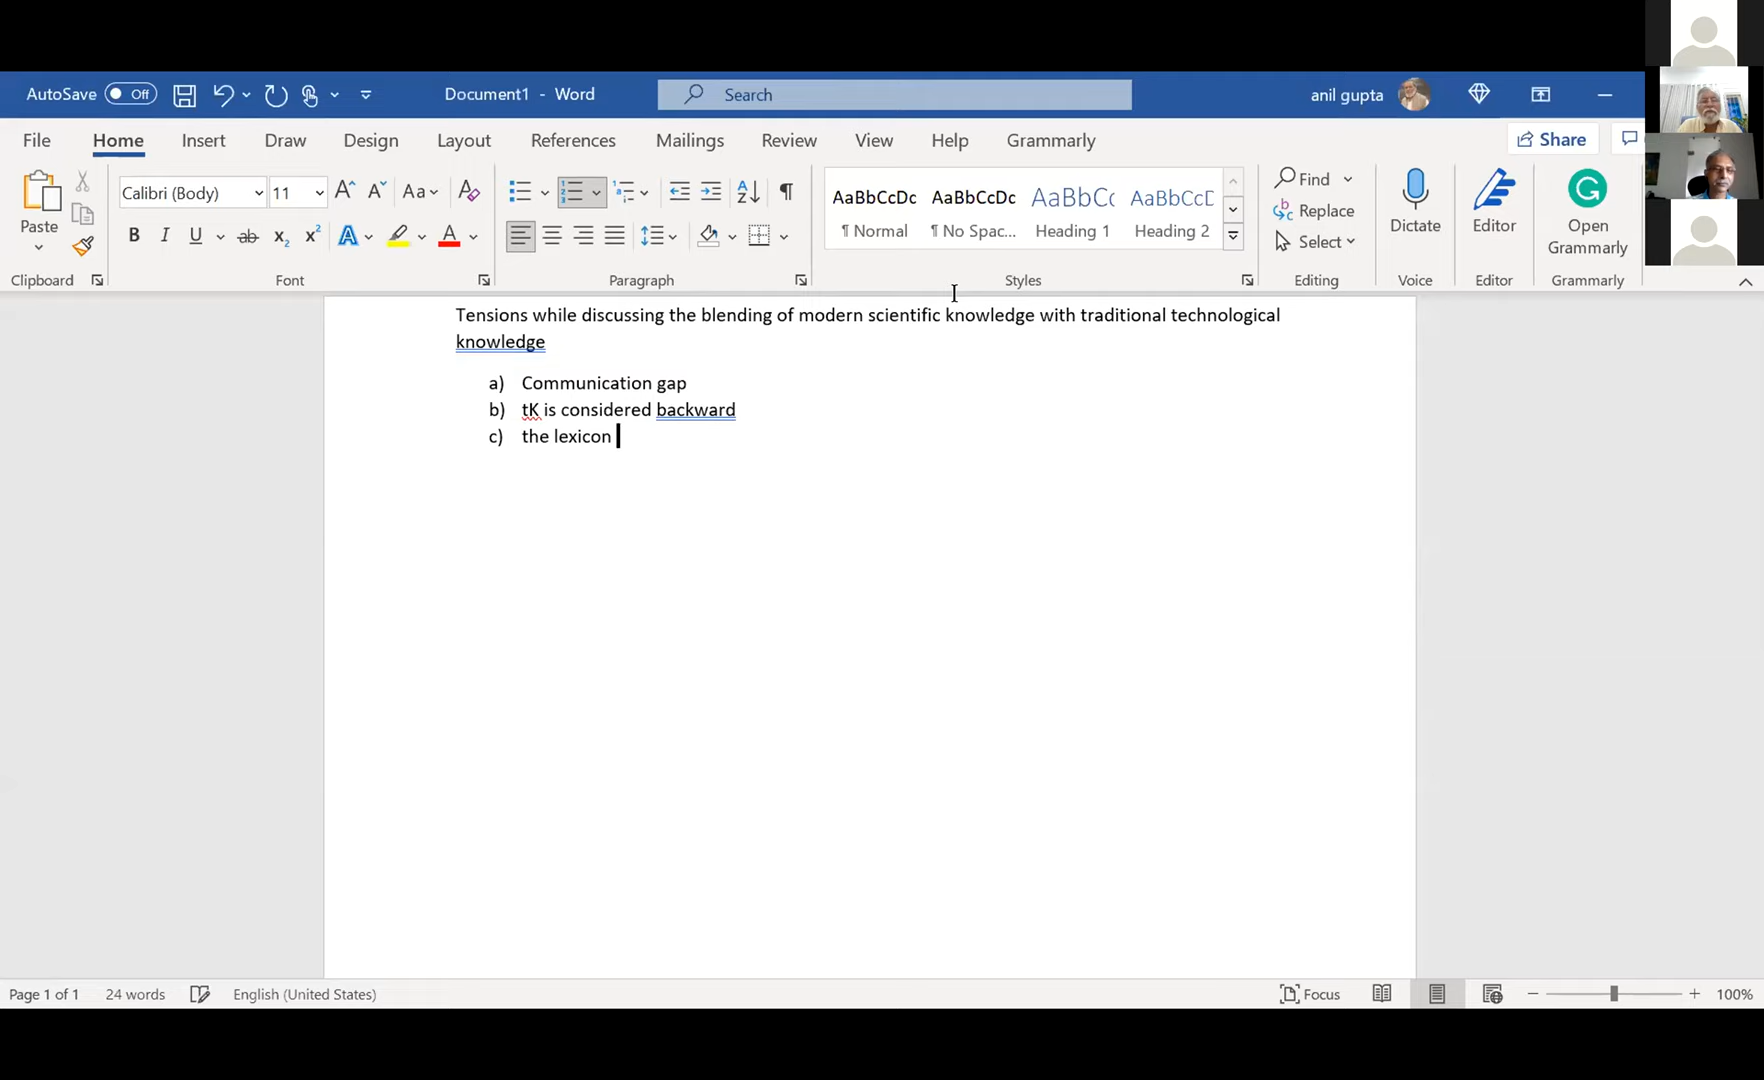 AutoSave Off Document1 - Word Search anil gupta
File Home Insert Draw Design Layout References Mailings Review View Help Grammarly Share
Calibri (Body) 11 Aa AaBbCcDc AaBbCcDc AaBbCc AaBbCcD Find
Paste ¶ Normal ¶ No Spac... Heading 1 Heading 2 Replace Dictate Editor Open Grammarly
B I U ab x2 x2 A A Select
Clipboard Font Paragraph Styles Editing Voice Editor Grammarly
Tensions while discussing the blending of modern scientific knowledge with traditional technological
knowledge
a) Communication gap
b) tK is considered backward
c) the lexicon
Page 1 of 1 24 words English (United States) Focus 100%